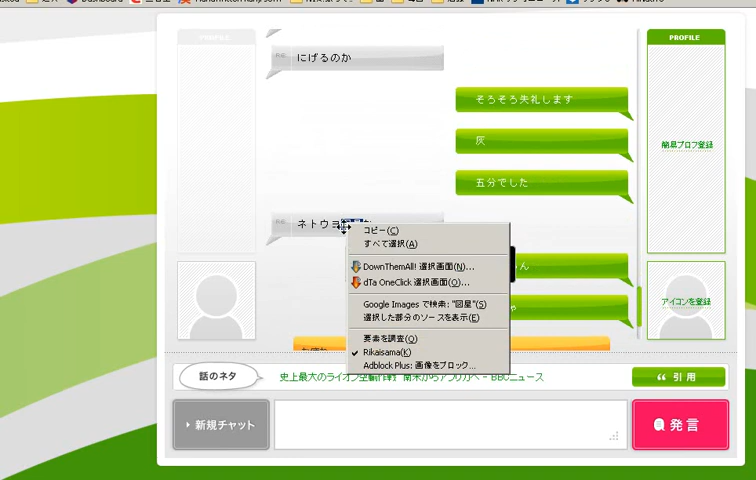 Dashboard
PROFILE
PROFILE
にげるのか
そろそろ失礼します
灰
簡易プロフ登録
五分でした
ネトウヨ
コピー(C)
すべて選択(A)
ん
DownThemAll! 選択画面(N)...
dTa OneClick 選択画面(O)...
Google Images で検索: "図星"(S)
選択した部分のソースを表示(E)
アイコンを登録
要素を調査(Q)
Rikaisama(K)
Adblock Plus: 画像をブロック...
話のネタ
史上最大のライオン空輸作戦 南米からアフリカへ - BBCニュース
引用
新規チャット
発言